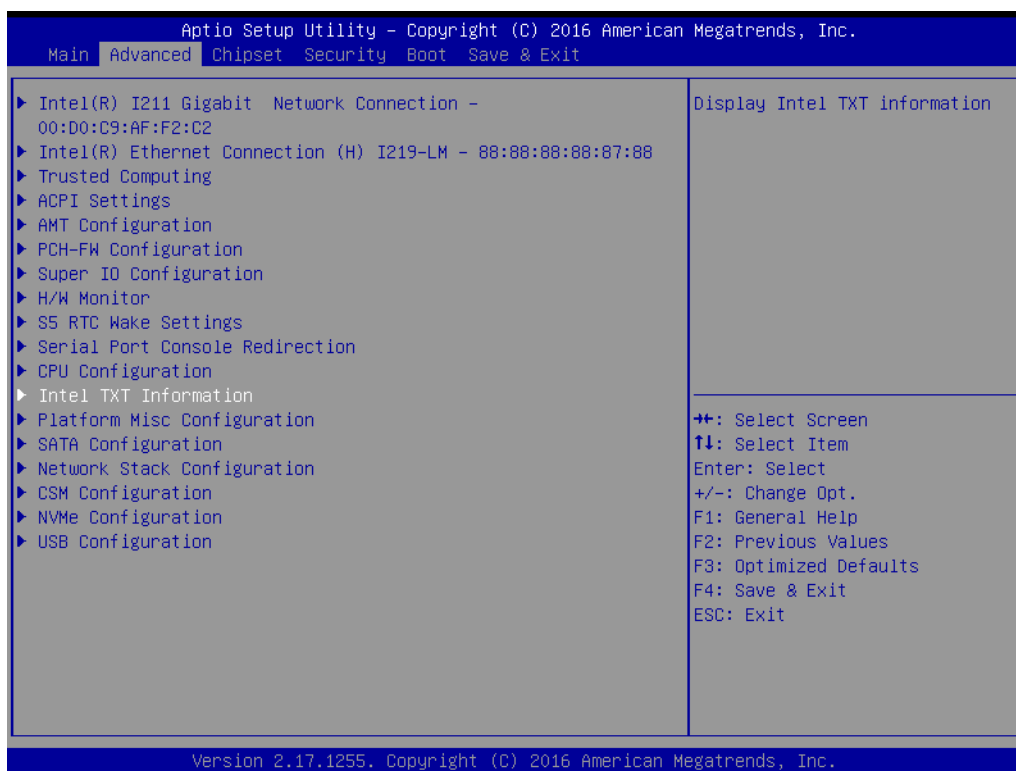 Aptio Setup Utility – Copyright (C) 2016 American Megatrends, Inc.
Main Advanced Chipset Security Boot Save & Exit
▶ Intel(R) I211 Gigabit  Network Connection –
00:D0:C9:AF:F2:C2
▶ Intel(R) Ethernet Connection (H) I219-LM – 88:88:88:88:87:88
▶ Trusted Computing
▶ ACPI Settings
▶ AMT Configuration
▶ PCH-FW Configuration
▶ Super IO Configuration
▶ H/W Monitor
▶ S5 RTC Wake Settings
▶ Serial Port Console Redirection
▶ CPU Configuration
▶ Intel TXT Information
▶ Platform Misc Configuration
▶ SATA Configuration
▶ Network Stack Configuration
▶ CSM Configuration
▶ NVMe Configuration
▶ USB Configuration
Display Intel TXT information
→←: Select Screen
↑↓: Select Item
Enter: Select
+/-: Change Opt.
F1: General Help
F2: Previous Values
F3: Optimized Defaults
F4: Save & Exit
ESC: Exit
Version 2.17.1255. Copyright (C) 2016 American Megatrends, Inc.